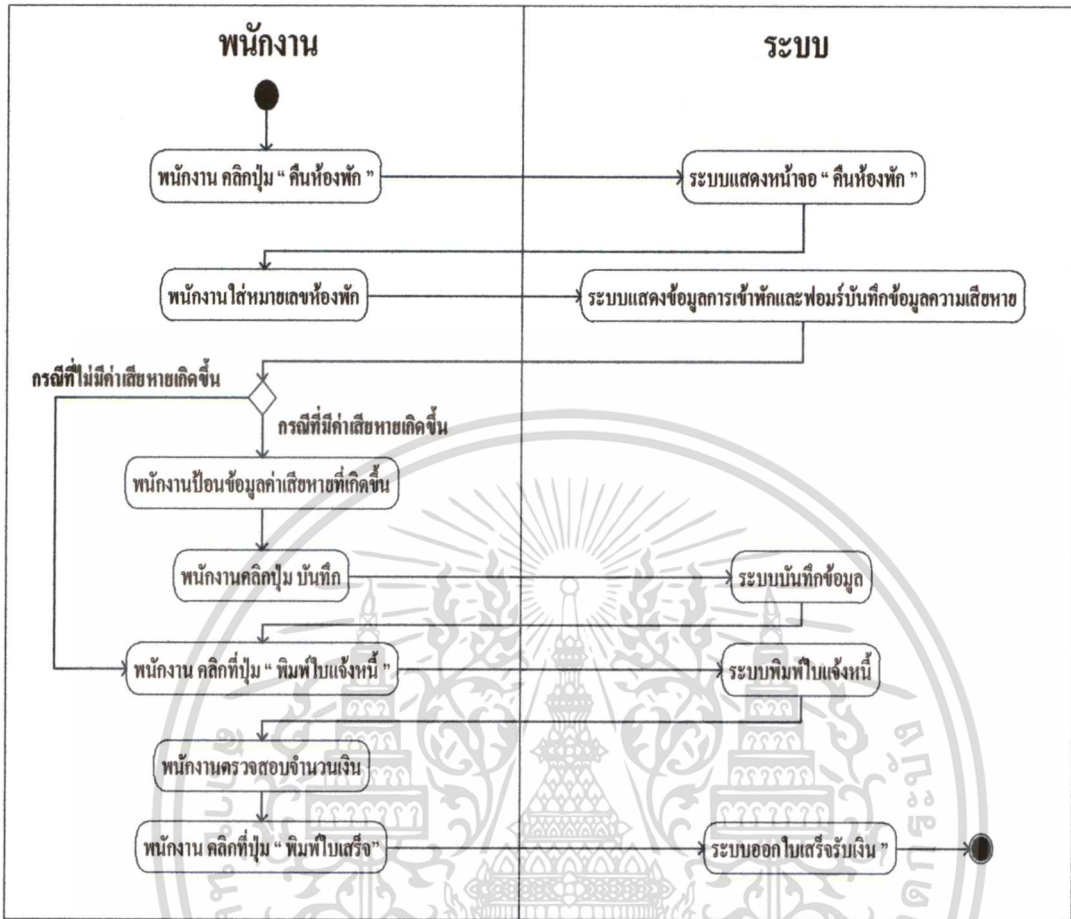 พนักงาน
ระบบ
พนักงาน คลิกปุ่ม “ คืนห้องพัก ”
ระบบแสดงหน้าจอ “ คืนห้องพัก ”
พนักงานใส่หมายเลขห้องพัก
ระบบแสดงข้อมูลการเข้าพักและฟอมร์บันทึกข้อมูลความเสียหาย
กรณีที่ไม่มีค่าเสียหายเกิดขึ้น
กรณีที่มีค่าเสียหายเกิดขึ้น
พนักงานป้อนข้อมูลค่าเสียหายที่เกิดขึ้น
พนักงานคลิกปุ่ม บันทึก
ระบบบันทึกข้อมูล
พนักงาน คลิกที่ปุ่ม “ พิมพ์ใบแจ้งหนี้ ”
ระบบพิมพ์ใบแจ้งหนี้
พนักงานตรวจสอบจำนวนเงิน
พนักงาน คลิกที่ปุ่ม “ พิมพ์ใบเสร็จ”
ระบบออกใบเสร็จรับเงิน ”